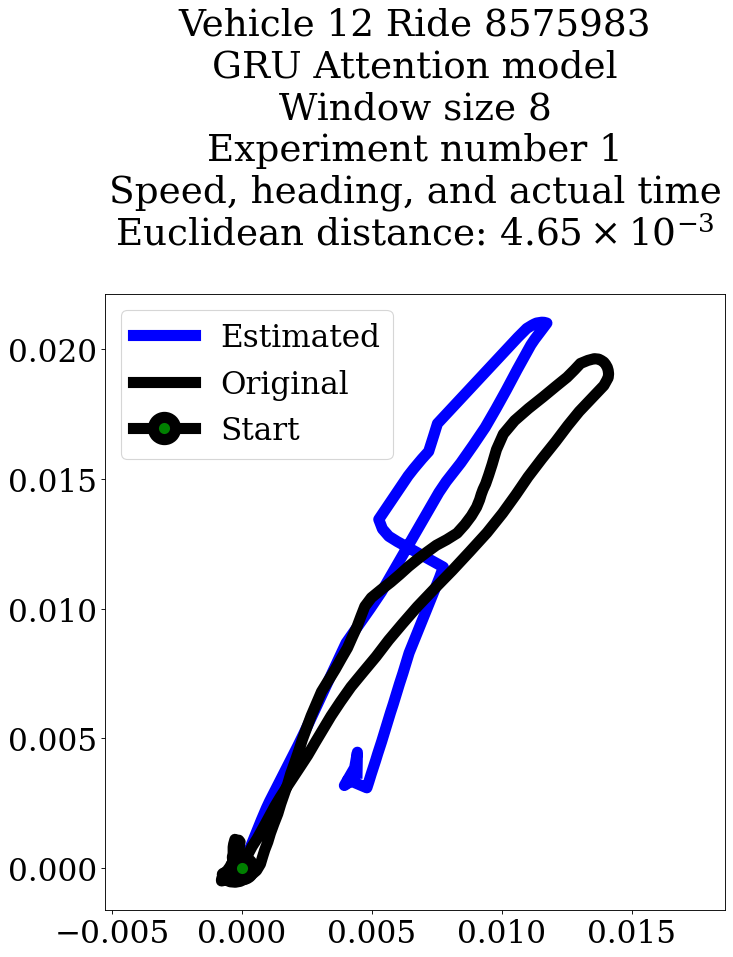 Vehicle 12 Ride 8575983
GRU Attention model
Window size 8
Experiment number 1
Speed, heading, and actual time
Euclidean distance: 4.65 × 10⁻³
Estimated
Original
Start
0.020
0.015
0.010
0.005
0.000
−0.005 0.000 0.005 0.010 0.015